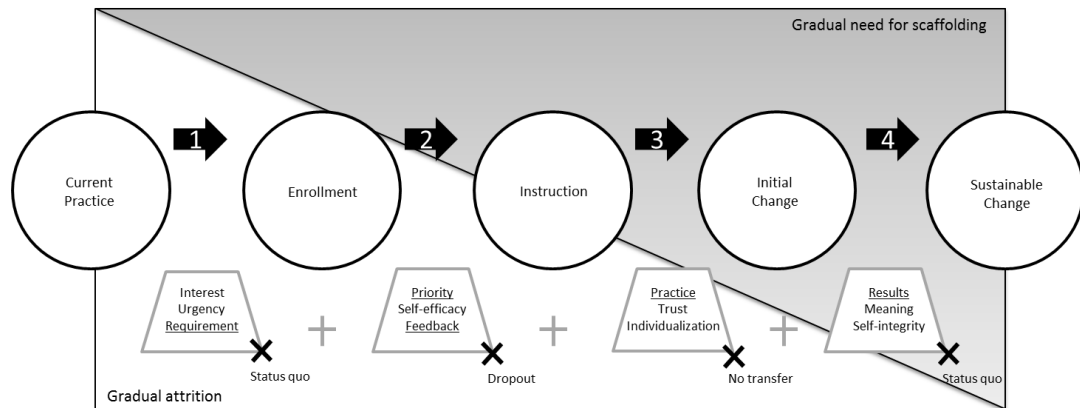 Gradual need for scaffolding
1
2
3
4
Current
Practice
Enrollment
Instruction
Initial
Change
Sustainable
Change
Interest
Urgency
Requirement
Status quo
Priority
Self-efficacy
Feedback
Dropout
Practice
Trust
Individualization
No transfer
Results
Meaning
Self-integrity
Status quo
Gradual attrition